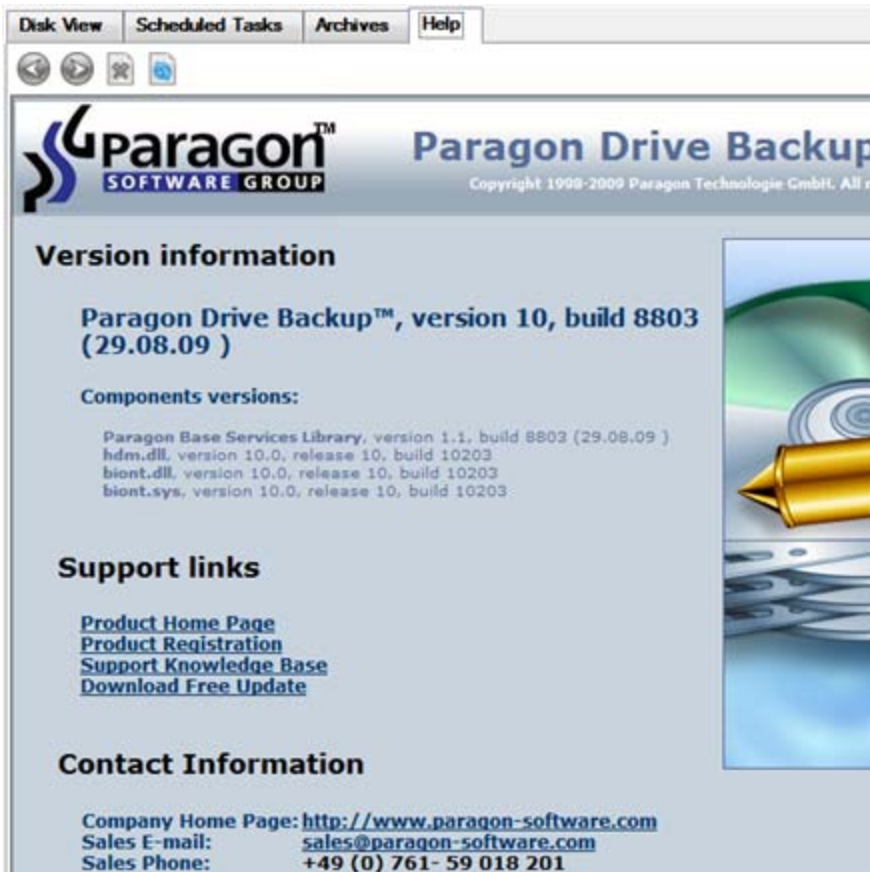 Disk View Scheduled Tasks Archives Help
Paragon™
SOFTWARE GROUP
Paragon Drive Backup
Copyright 1998-2009 Paragon Technologie GmbH. All
Version information
Paragon Drive Backup™, version 10, build 8803
(29.08.09 )
Components versions:
Paragon Base Services Library, version 1.1, build 8803 (29.08.09 )
hdm.dll, version 10.0, release 10, build 10203
biont.dll, version 10.0, release 10, build 10203
biont.sys, version 10.0, release 10, build 10203
Support links
Product Home Page
Product Registration
Support Knowledge Base
Download Free Update
Contact Information
Company Home Page: http://www.paragon-software.com
Sales E-mail: sales@paragon-software.com
Sales Phone: +49 (0) 761- 59 018 201